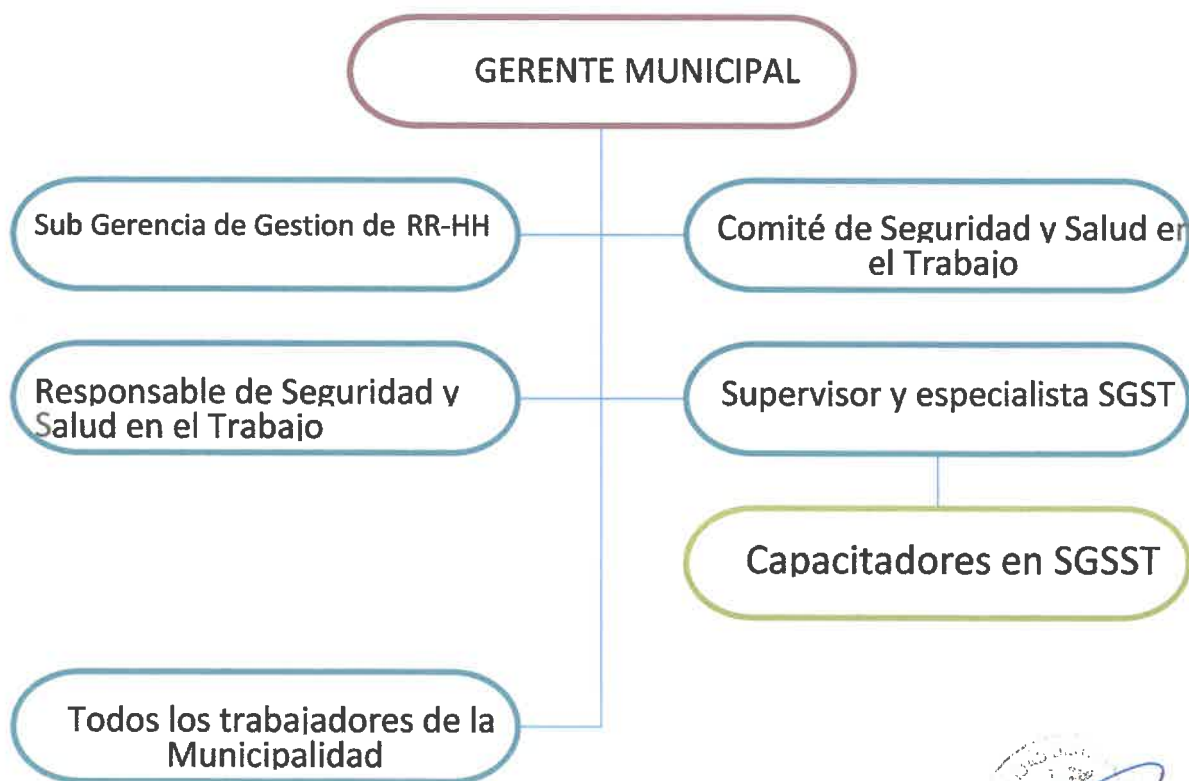 GERENTE MUNICIPAL
Sub Gerencia de Gestion de RR-HH
Comité de Seguridad y Salud en
el Trabajo
Responsable de Seguridad y
Salud en el Trabajo
Supervisor y especialista SGST
Capacitadores en SGSST
Todos los trabajadores de la
Municipalidad